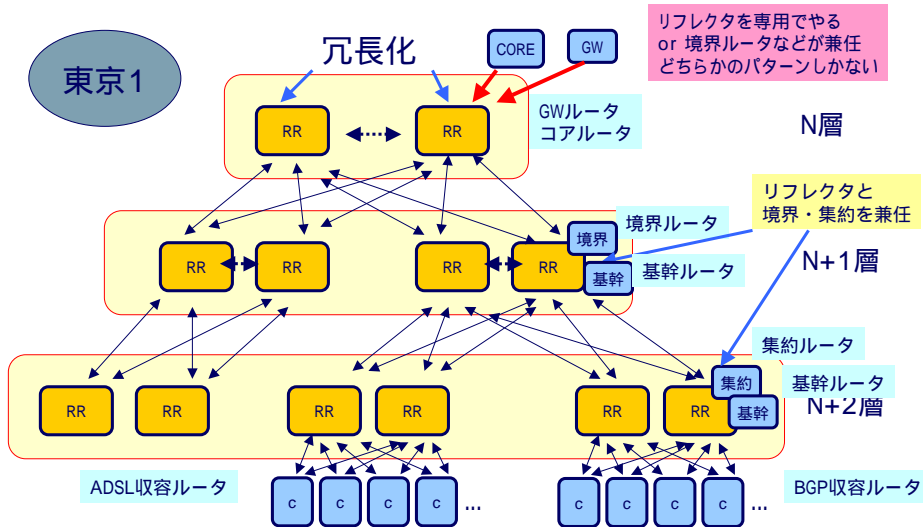 東京1
冗長化
CORE
GW
リフレクタを専用でやる
or 境界ルータなどが兼任
どちらかのパターンしかない
RR
RR
GWルータ
コアルータ
N層
リフレクタと
境界・集約を兼任
RR
RR
RR
RR
境界
基幹
境界ルータ
基幹ルータ
N+1層
RR
RR
RR
RR
RR
RR
集約
基幹
集約ルータ
基幹ルータ
N+2層
ADSL収容ルータ
c
c
c
c
...
c
c
c
c
...
BGP収容ルータ